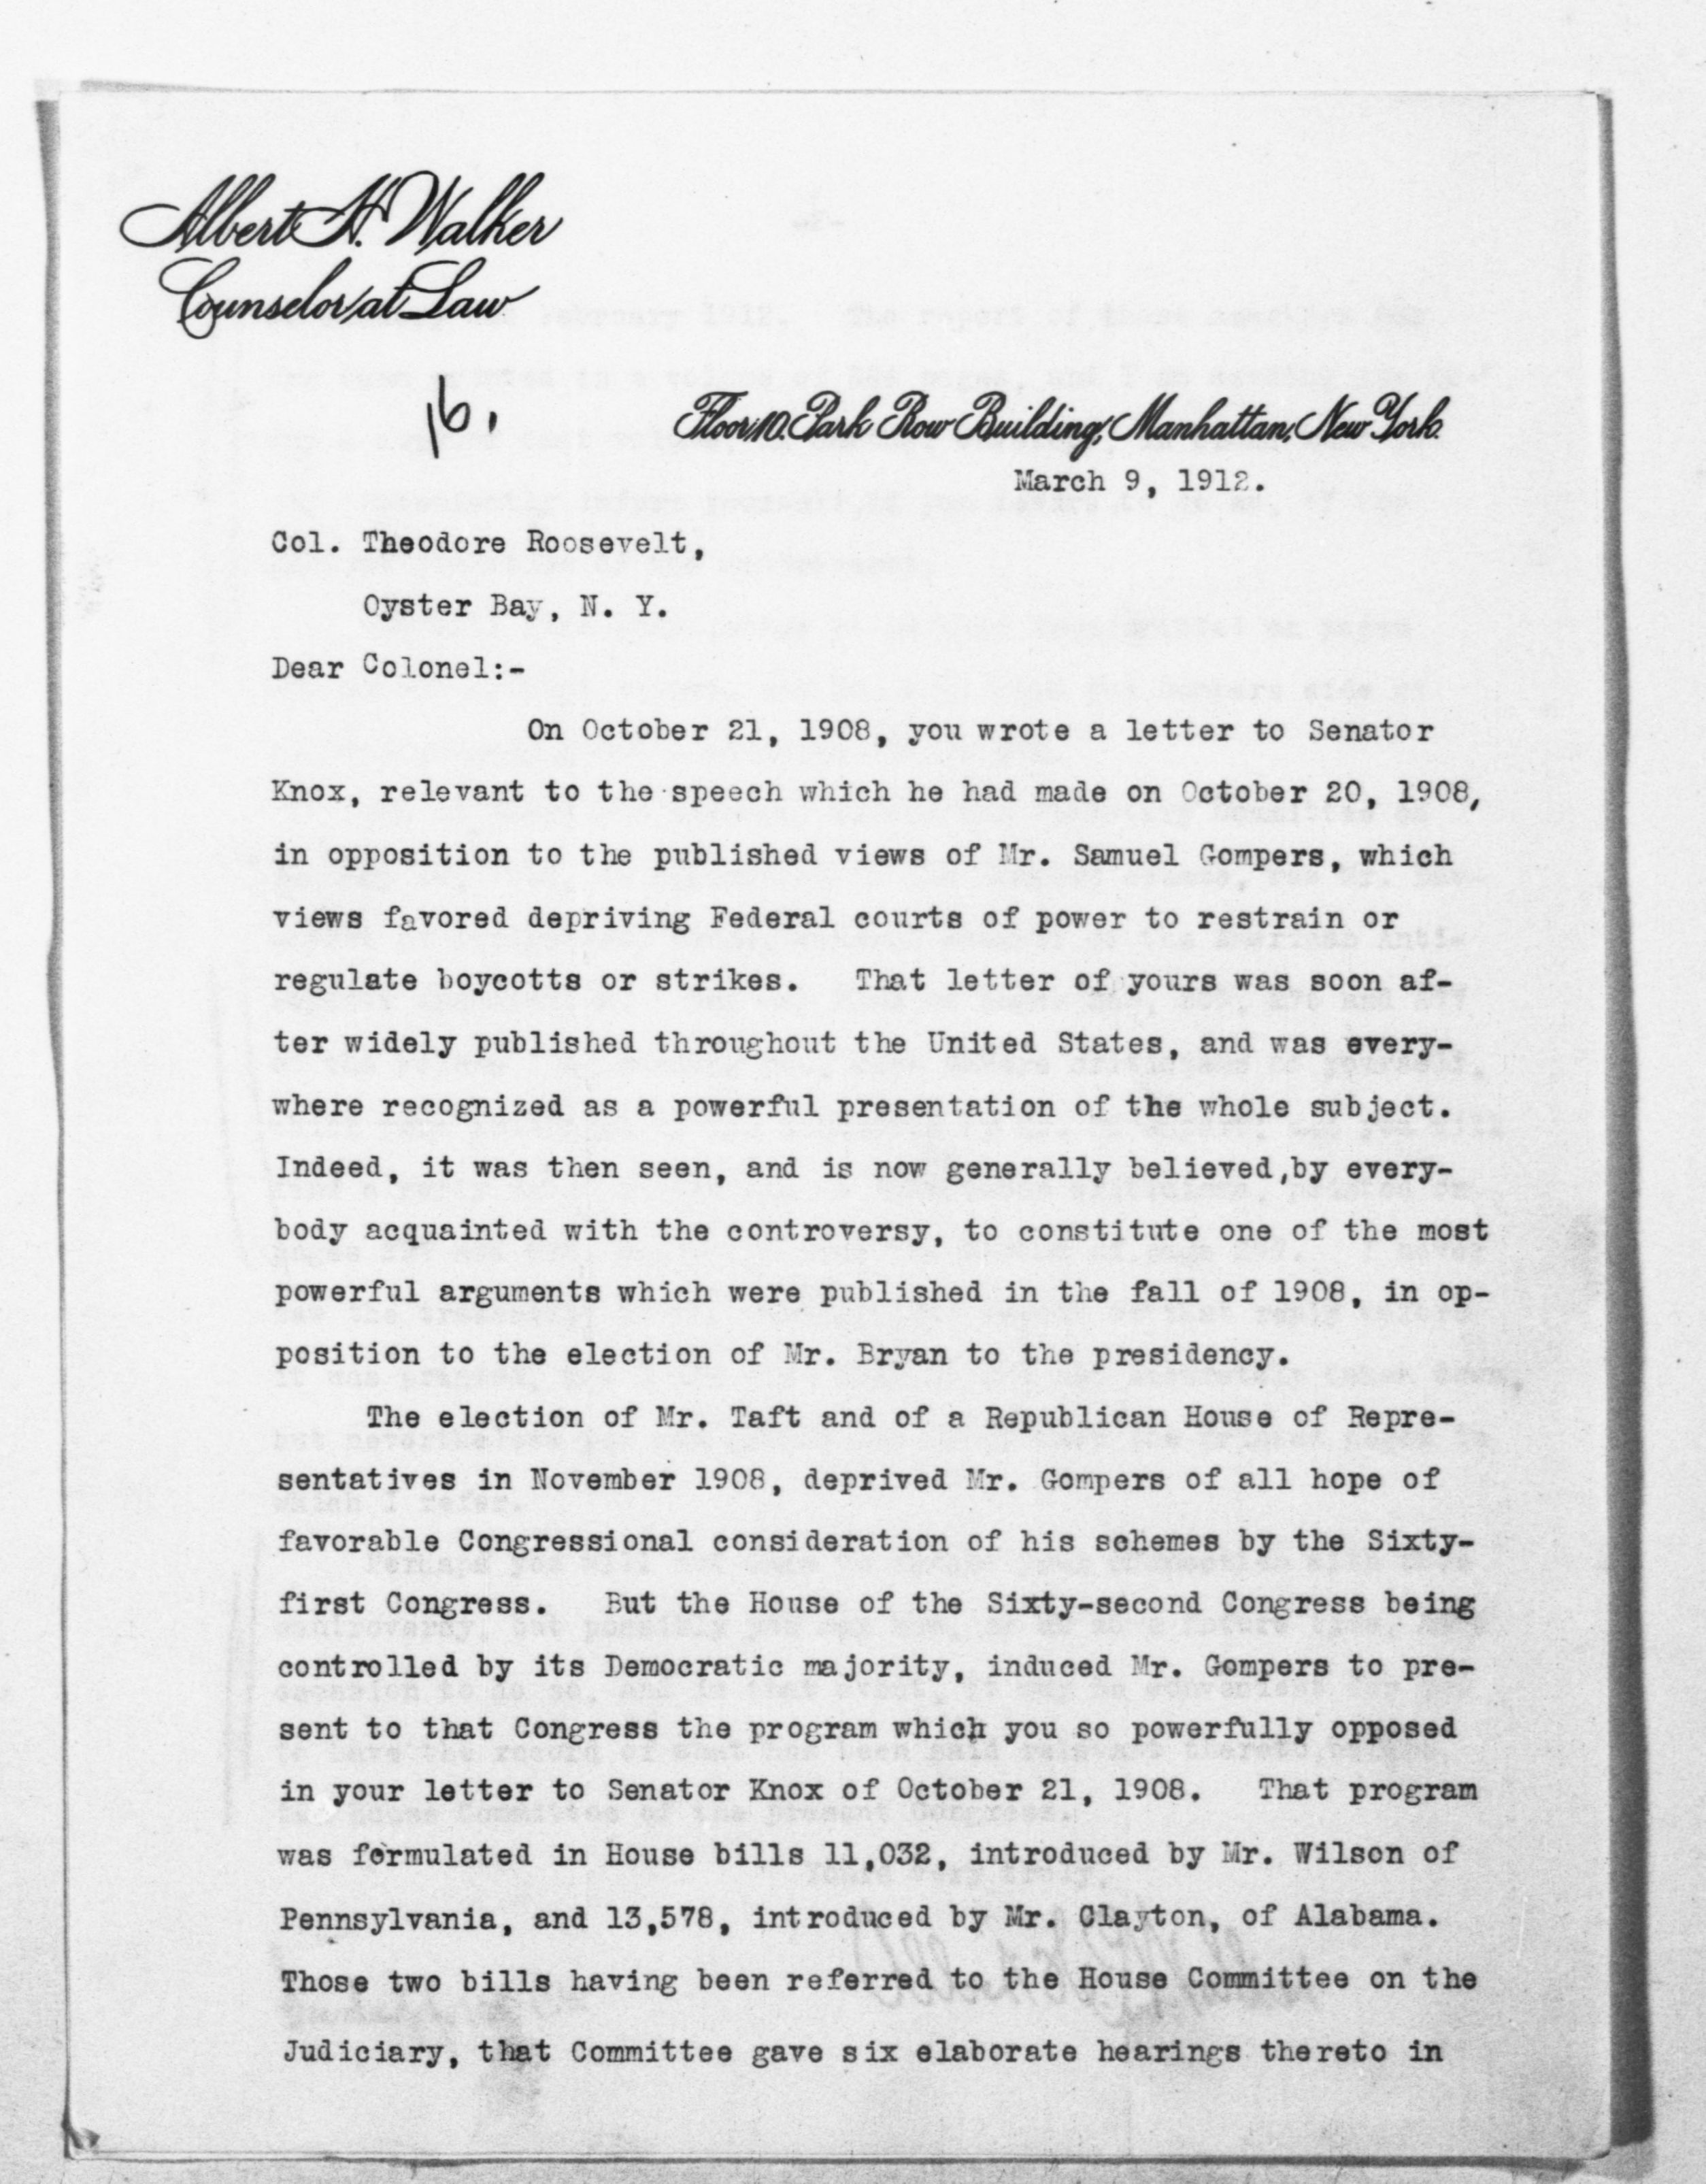 Albert H. Walker
Counselor at Law
16.
Floor 10. Park Row Building, Manhattan, New York.
March 9, 1912.
Col. Theodore Roosevelt,
Oyster Bay, N. Y.
Dear Colonel:-
On October 21, 1908, you wrote a letter to Senator
Knox, relevant to the speech which he had made on October 20, 1908,
in opposition to the published views of Mr. Samuel Gompers, which
views favored depriving Federal courts of power to restrain or
regulate boycotts or strikes. That letter of yours was soon af-
ter widely published throughout the United States, and was every-
where recognized as a powerful presentation of the whole subject.
Indeed, it was then seen, and is now generally believed,by every-
body acquainted with the controversy, to constitute one of the most
powerful arguments which were published in the fall of 1908, in op-
position to the election of Mr. Bryan to the presidency.
The election of Mr. Taft and of a Republican House of Repre-
sentatives in November 1908, deprived Mr. Gompers of all hope of
favorable Congressional consideration of his schemes by the Sixty-
first Congress. But the House of the Sixty-second Congress being
controlled by its Democratic majority, induced Mr. Gompers to pre-
sent to that Congress the program which you so powerfully opposed
in your letter to Senator Knox of October 21, 1908. That program
was formulated in House bills 11,032, introduced by Mr. Wilson of
Pennsylvania, and 13,578, introduced by Mr. Clayton, of Alabama.
Those two bills having been referred to the House Committee on the
Judiciary, that Committee gave six elaborate hearings thereto in